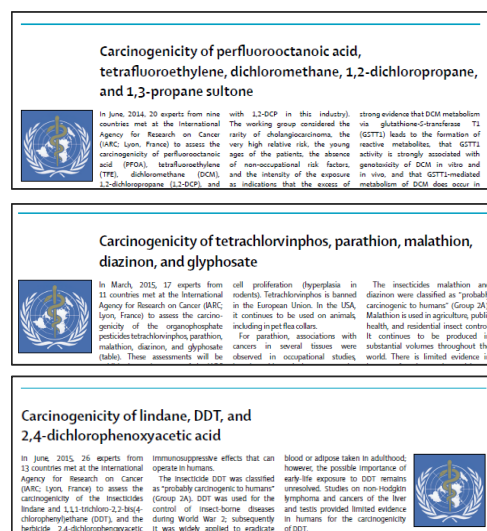 Carcinogenicity of perfluorooctanoic acid,
tetrafluoroethylene, dichloromethane, 1,2-dichloropropane,
and 1,3-propane sultone
In June, 2014, 20 experts from nine
countries met at the International
Agency for Research on Cancer
(IARC; Lyon, France) to assess the
carcinogenicity of perfluorooctanoic
acid (PFOA), tetrafluoroethylene
(TFE), dichloromethane (DCM),
1,2-dichloropropane (1,2-DCP), and
with 1,2-DCP in this industry).
The working group considered the
rarity of cholangiocarcinoma, the
very high relative risk, the young
ages of the patients, the absence
of non-occupational risk factors,
and the intensity of the exposure
as indications that the excess of
strong evidence that DCM metabolism
via glutathione-S-transferase T1
(GSTT1) leads to the formation of
reactive metabolites, that GSTT1
activity is strongly associated with
genotoxicity of DCM in vitro and
in vivo, and that GSTT1-mediated
metabolism of DCM does occur in
Carcinogenicity of tetrachlorvinphos, parathion, malathion,
diazinon, and glyphosate
In March, 2015, 17 experts from
11 countries met at the International
Agency for Research on Cancer (IARC;
Lyon, France) to assess the carcino-
genicity of the organophosphate
pesticides tetrachlorvinphos, parathion,
malathion, diazinon, and glyphosate
(table). These assessments will be
cell proliferation (hyperplasia in
rodents). Tetrachlorvinphos is banned
in the European Union. In the USA,
it continues to be used on animals,
including in pet flea collars.
For parathion, associations with
cancers in several tissues were
observed in occupational studies,
The insecticides malathion and
diazinon were classified as "probably
carcinogenic to humans" (Group 2A).
Malathion is used in agriculture, public
health, and residential insect control.
It continues to be produced in
substantial volumes throughout the
world. There is limited evidence in
Carcinogenicity of lindane, DDT, and
2,4-dichlorophenoxyacetic acid
In June, 2015, 26 experts from
13 countries met at the International
Agency for Research on Cancer
(IARC; Lyon, France) to assess the
carcinogenicity of the insecticides
lindane and 1,1,1-trichloro-2,2-bis(4-
chlorophenyl)ethane (DDT), and the
herbicide 2,4-dichlorophenoxyacetic
immunosuppressive effects that can
operate in humans.
The insecticide DDT was classified
as "probably carcinogenic to humans"
(Group 2A). DDT was used for the
control of insect-borne diseases
during World War 2; subsequently
it was widely applied to eradicate
blood or adipose taken in adulthood;
however, the possible importance of
early-life exposure to DDT remains
unresolved. Studies on non-Hodgkin
lymphoma and cancers of the liver
and testis provided limited evidence
in humans for the carcinogenicity
of DDT.